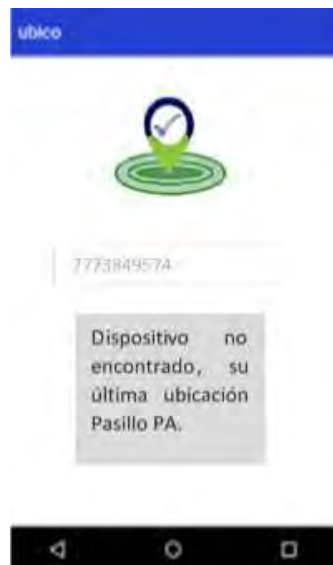 ubico
7773849574
Dispositivo no
encontrado, su
última ubicación
Pasillo PA.